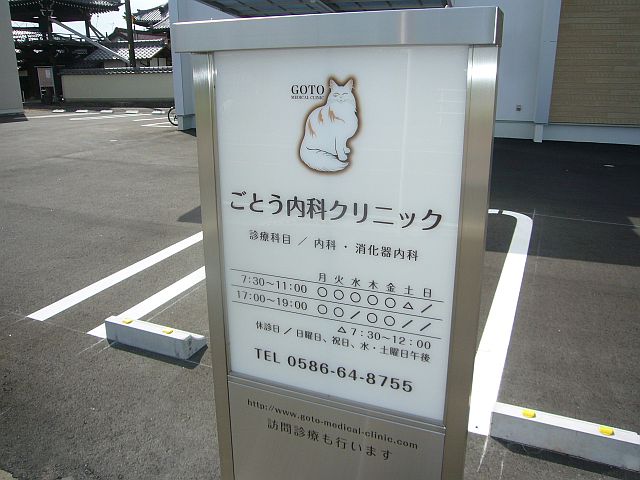 GOTO
MEDICAL CLINIC
ごとう内科クリニック
診療科目 / 内科・消化器内科
月 火 水 木 金 土 日
7:30～11:00 ○ ○ ○ ○ ○ △ /
17:00～19:00 ○ ○ / ○ ○ / /
△ 7:30～12:00
休診日 / 日曜日、祝日、水・土曜日午後
TEL 0586-64-8755
http://www.goto-medical-clinic.com
訪問診療も行います